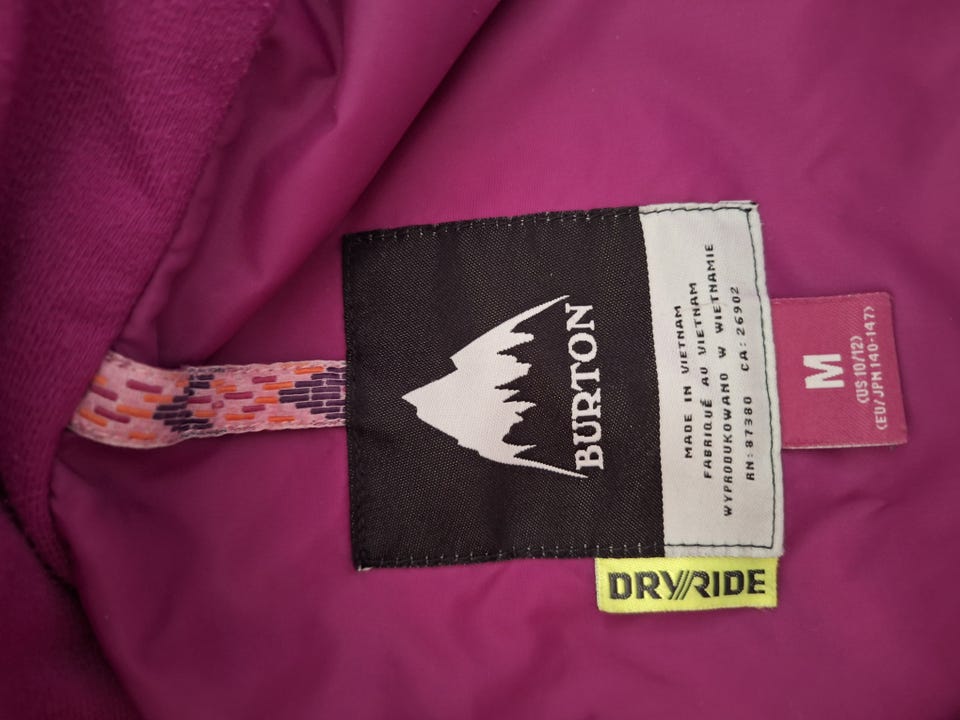 BURTON
MADE IN VIETNAM
FABRIQUÉ AU VIETNAM
WYPRODUKOWANO W WIETNAMIE
RN: 87380 CA: 26902
M
(US 10/12)
(EU/JPN 140-147)
DRYRIDE